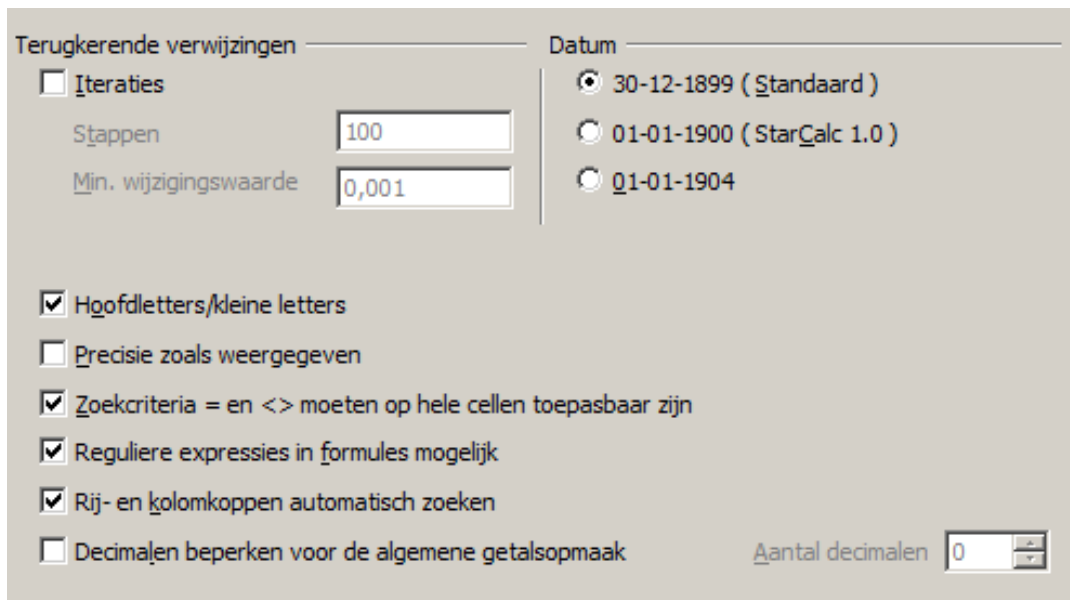 Terugkerende verwijzingen
Iteraties
Stappen 100
Min. wijzigingswaarde 0,001
Datum
30-12-1899 ( Standaard )
01-01-1900 ( StarCalc 1.0 )
01-01-1904
Hoofdletters/kleine letters
Precisie zoals weergegeven
Zoekcriteria = en <> moeten op hele cellen toepasbaar zijn
Reguliere expressies in formules mogelijk
Rij- en kolomkoppen automatisch zoeken
Decimalen beperken voor de algemene getalsopmaak Aantal decimalen 0